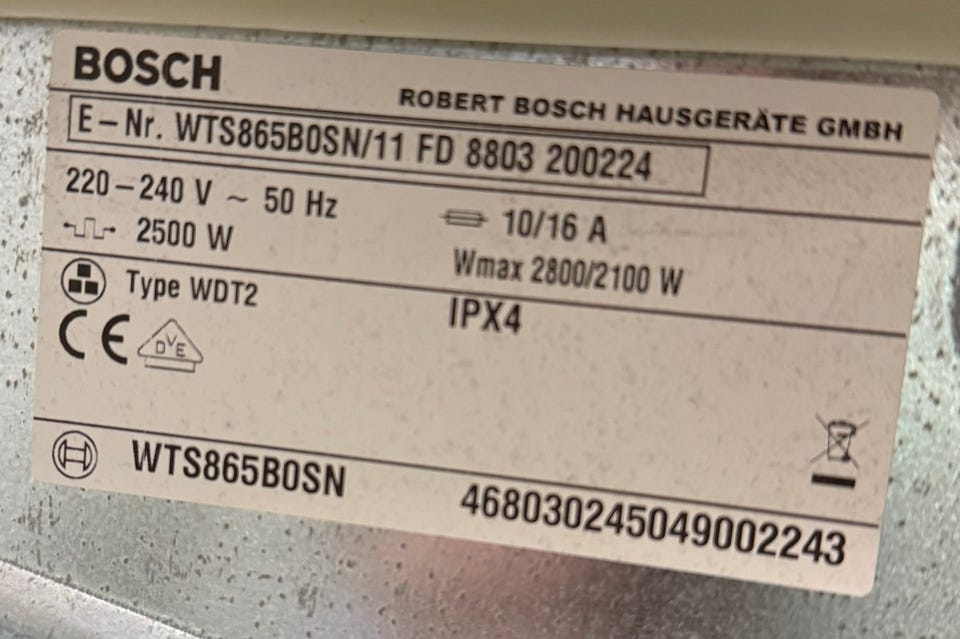 BOSCH
ROBERT BOSCH HAUSGERÄTE GMBH
E-Nr. WTS865B0SN/11 FD 8803 200224
220-240 V ~ 50 Hz
10/16 A
2500 W
Wmax 2800/2100 W
Type WDT2
IPX4
CE
DVE
WTS865B0SN
468030245049002243